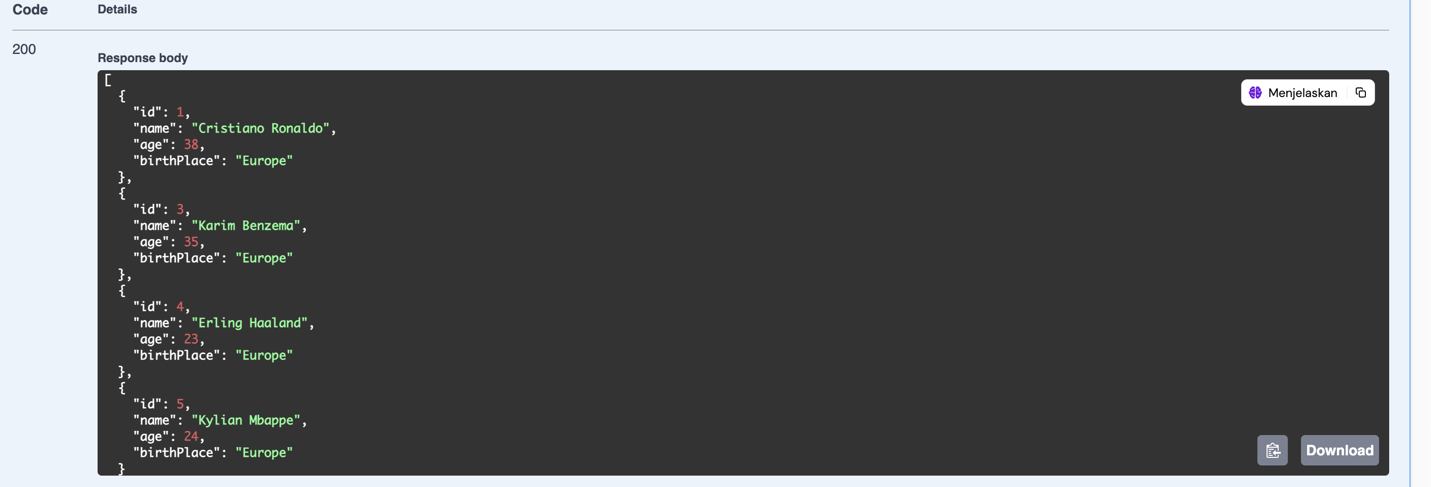 Code Details
200
Response body
[
  {
    "id": 1,
    "name": "Cristiano Ronaldo",
    "age": 38,
    "birthPlace": "Europe"
  },
  {
    "id": 3,
    "name": "Karim Benzema",
    "age": 35,
    "birthPlace": "Europe"
  },
  {
    "id": 4,
    "name": "Erling Haaland",
    "age": 23,
    "birthPlace": "Europe"
  },
  {
    "id": 5,
    "name": "Kylian Mbappe",
    "age": 24,
    "birthPlace": "Europe"
  }
Menjelaskan
Download